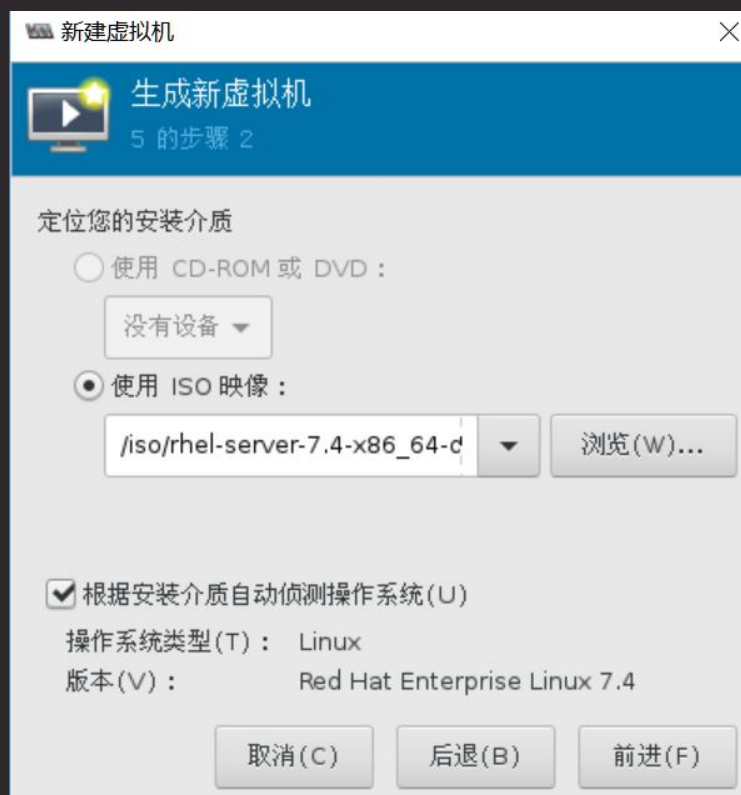 新建虚拟机
生成新虚拟机
5 的步骤 2
定位您的安装介质
使用 CD-ROM 或 DVD：
没有设备
使用 ISO 映像：
/iso/rhel-server-7.4-x86_64-d
浏览(W)...
根据安装介质自动侦测操作系统(U)
操作系统类型(T)： Linux
版本(V)： Red Hat Enterprise Linux 7.4
取消(C) 后退(B) 前进(F)